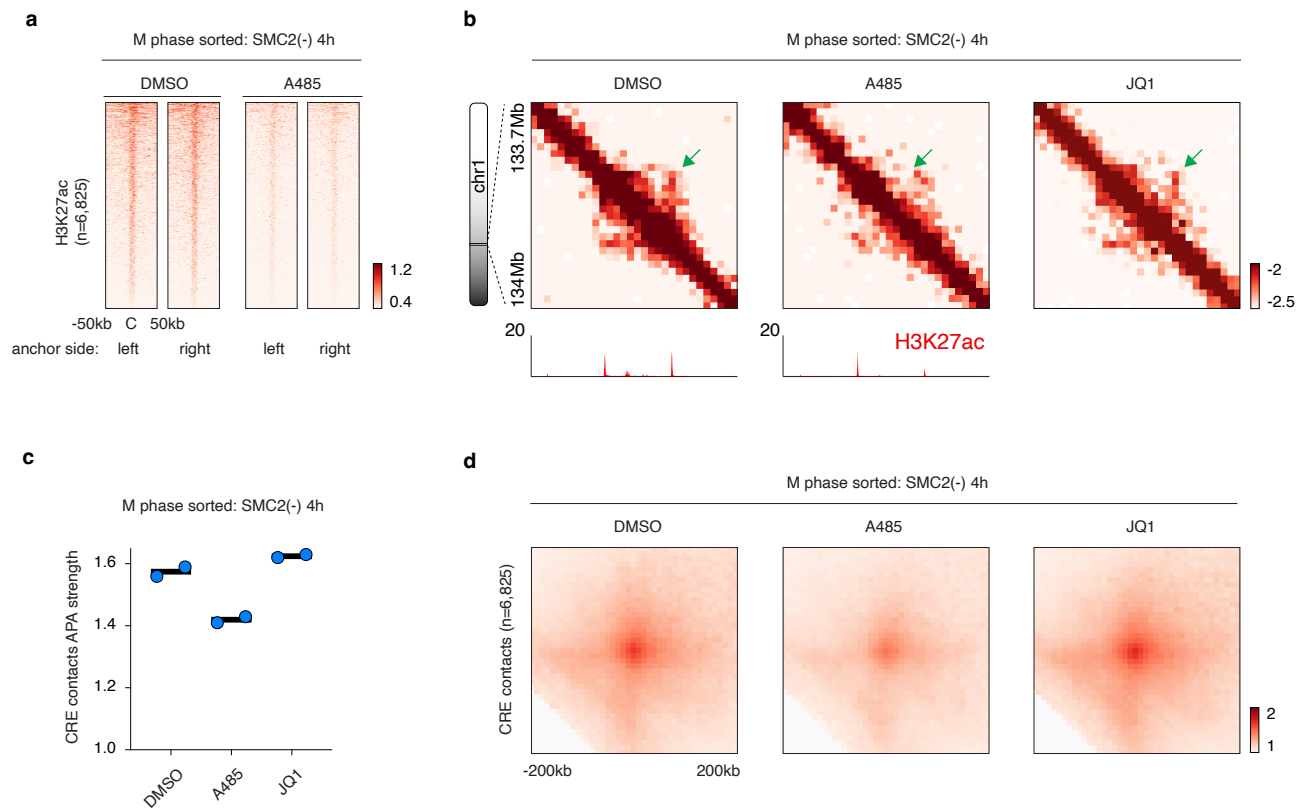 a
M phase sorted: SMC2(-) 4h
DMSO
A485
H3K27ac
(n=6,825)
1.2
0.4
-50kb C 50kb
anchor side: left right left right
b
M phase sorted: SMC2(-) 4h
DMSO
A485
JQ1
chr1
133.7Mb
134Mb
-2
-2.5
20
20
H3K27ac
c
M phase sorted: SMC2(-) 4h
CRE contacts APA strength
1.6
1.4
1.2
1.0
DMSO
A485
JQ1
d
M phase sorted: SMC2(-) 4h
DMSO
A485
JQ1
CRE contacts (n=6,825)
-200kb 200kb
2
1